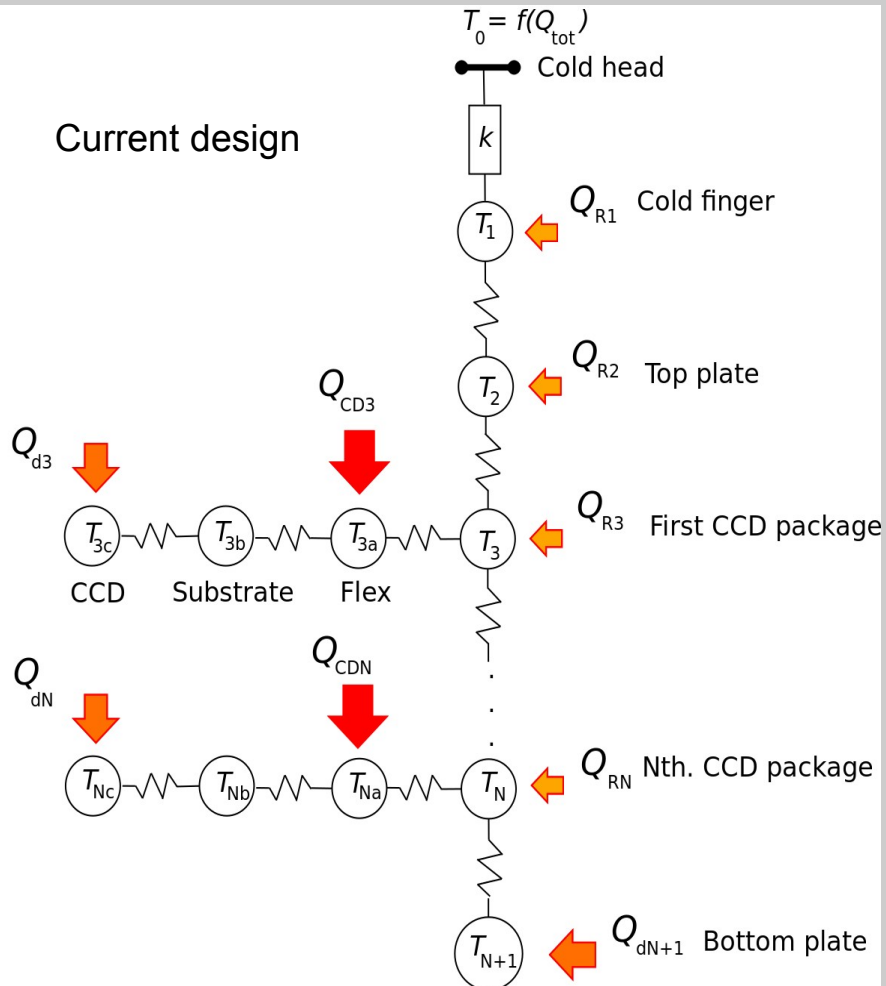 T0 = f(Qtot)
Cold head
Current design
k
QR1 Cold finger
T1
QR2 Top plate
T2
QCD3
Qd3
QR3 First CCD package
T3c T3b T3a T3
CCD Substrate Flex
QCDN
QdN
.
.
.
QRN Nth. CCD package
TNc TNb TNa TN
QdN+1 Bottom plate
TN+1